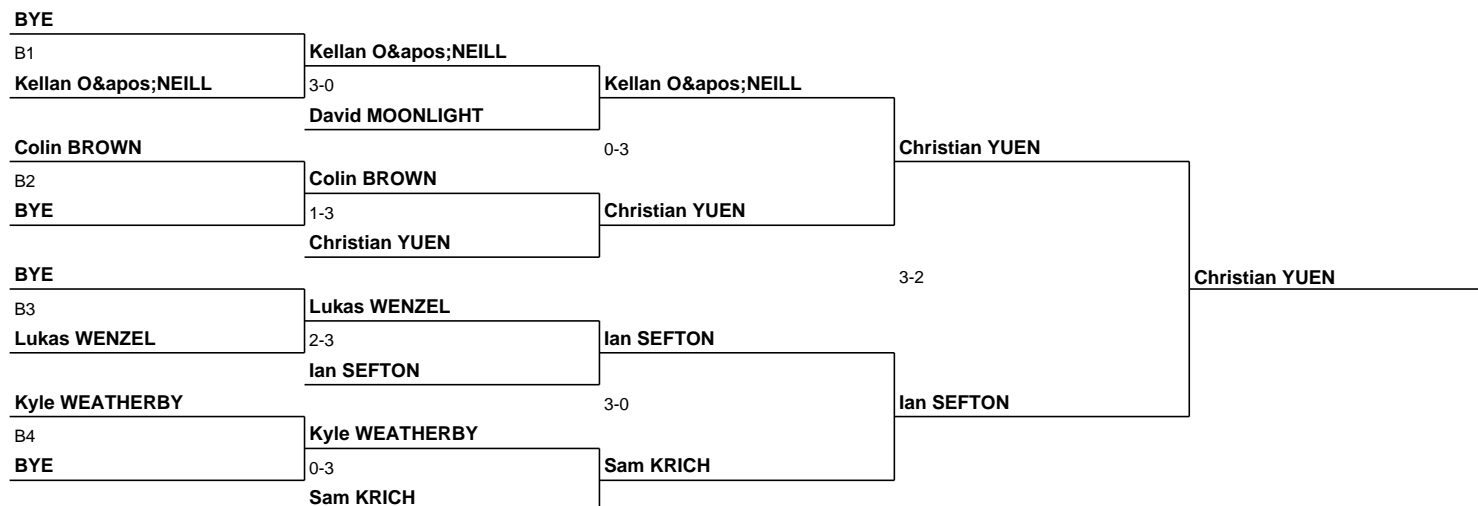 BYE
B1
Kellan O&apos;NEILL
Kellan O&apos;NEILL
3-0
Kellan O&apos;NEILL
David MOONLIGHT
Colin BROWN
0-3
Christian YUEN
B2
Colin BROWN
BYE
1-3
Christian YUEN
Christian YUEN
BYE
3-2
Christian YUEN
B3
Lukas WENZEL
Lukas WENZEL
2-3
Ian SEFTON
Ian SEFTON
Kyle WEATHERBY
3-0
Ian SEFTON
B4
Kyle WEATHERBY
BYE
0-3
Sam KRICH
Sam KRICH